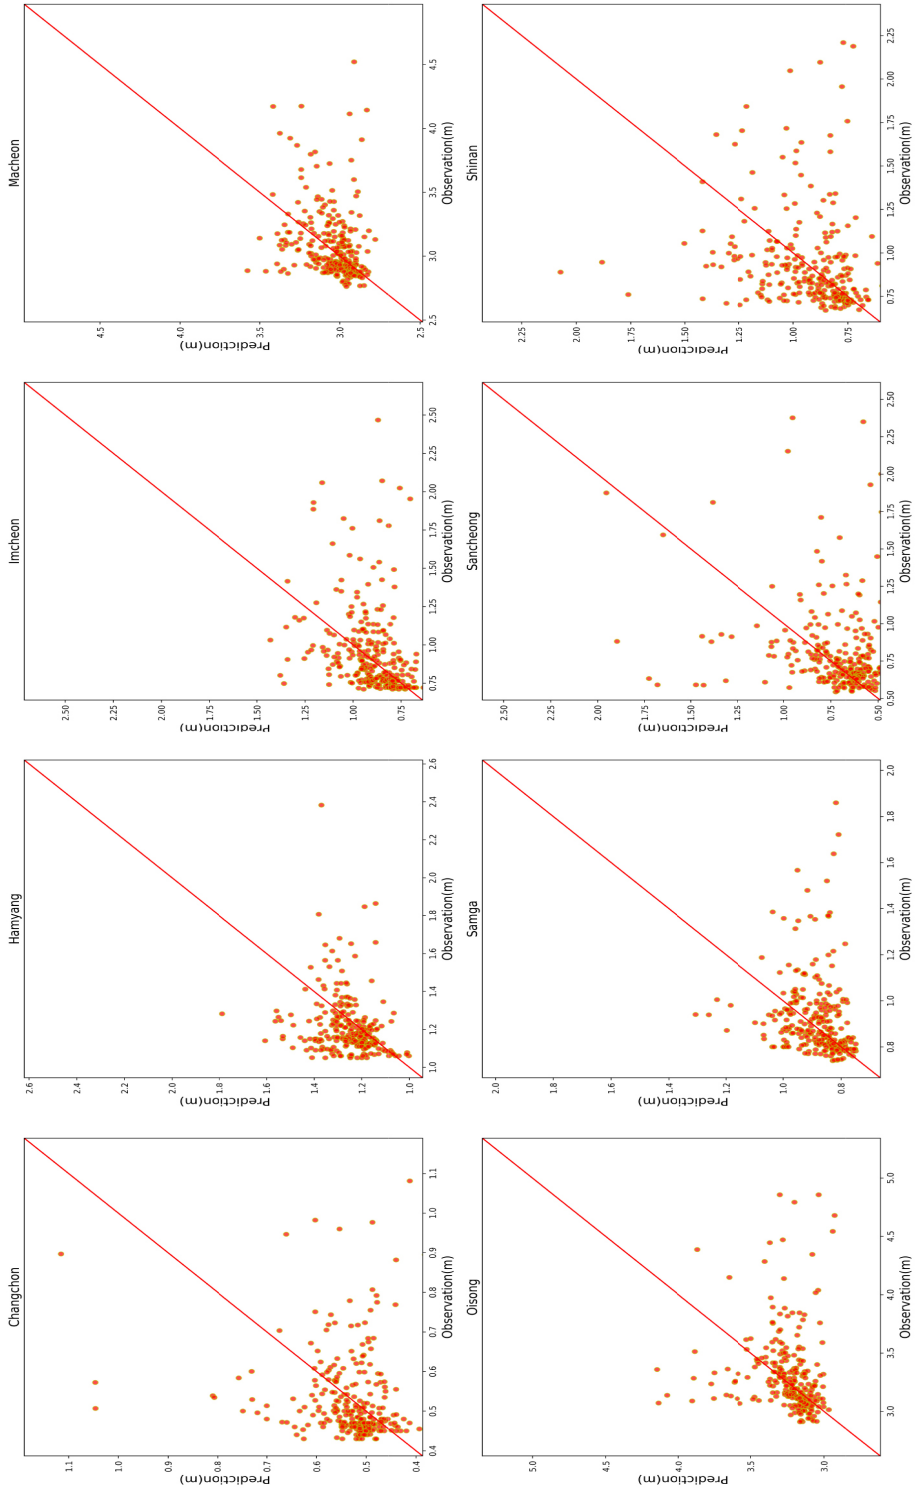 Changchon
Prediction(m)
1.1
1.0
0.9
0.8
0.7
0.6
0.5
0.4
0.4 0.5 0.6 0.7 0.8 0.9 1.0 1.1
Observation(m)
Hamyang
Prediction(m)
2.6
2.4
2.2
2.0
1.8
1.6
1.4
1.2
1.0
1.0 1.2 1.4 1.6 1.8 2.0 2.2 2.4 2.6
Observation(m)
Imcheon
Prediction(m)
2.50
2.25
2.00
1.75
1.50
1.25
1.00
0.75
0.75 1.00 1.25 1.50 1.75 2.00 2.25 2.50
Observation(m)
Macheon
Prediction(m)
4.5
4.0
3.5
3.0
2.5
2.5 3.0 3.5 4.0 4.5
Observation(m)
Oisong
Prediction(m)
5.0
4.5
4.0
3.5
3.0
3.0 3.5 4.0 4.5 5.0
Observation(m)
Samga
Prediction(m)
2.0
1.8
1.6
1.4
1.2
1.0
0.8
0.8 1.0 1.2 1.4 1.6 1.8 2.0
Observation(m)
Sancheong
Prediction(m)
2.50
2.25
2.00
1.75
1.50
1.25
1.00
0.75
0.50
0.50 0.75 1.00 1.25 1.50 1.75 2.00 2.25 2.50
Observation(m)
Shinan
Prediction(m)
2.25
2.00
1.75
1.50
1.25
1.00
0.75
0.75 1.00 1.25 1.50 1.75 2.00 2.25
Observation(m)